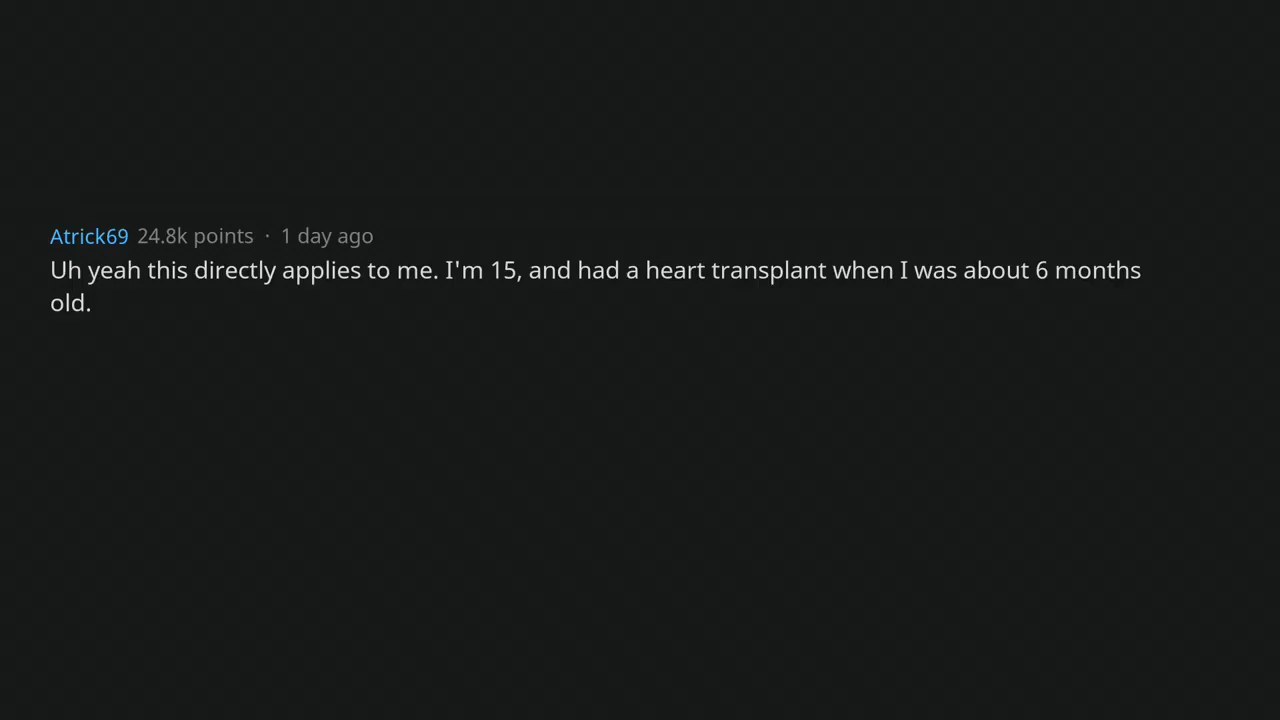 Atrick69 24.8k points · 1 day ago
Uh yeah this directly applies to me. I'm 15, and had a heart transplant when I was about 6 months
old.